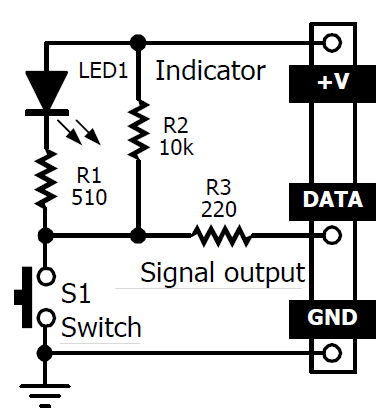 LED1
Indicator
+V
R2
10k
R1
510
R3
220
DATA
Signal output
S1
Switch
GND